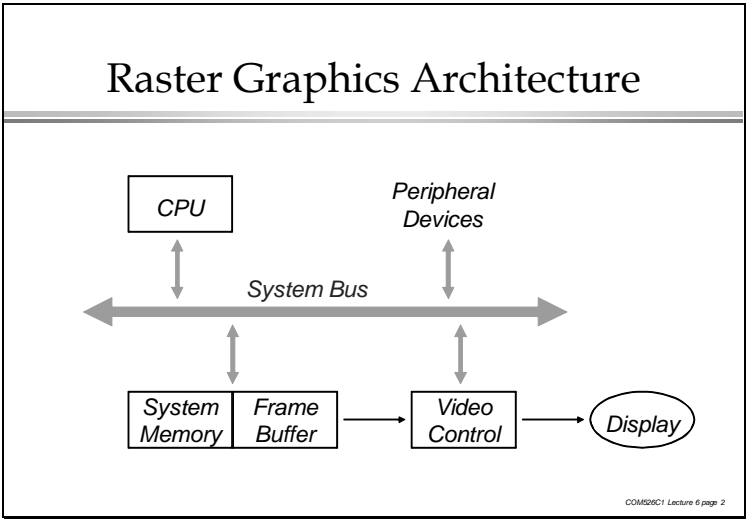 Raster Graphics Architecture
CPU
Peripheral
Devices
System Bus
System
Memory
Frame
Buffer
Video
Control
Display
COM526C1 Lecture 6 page 2